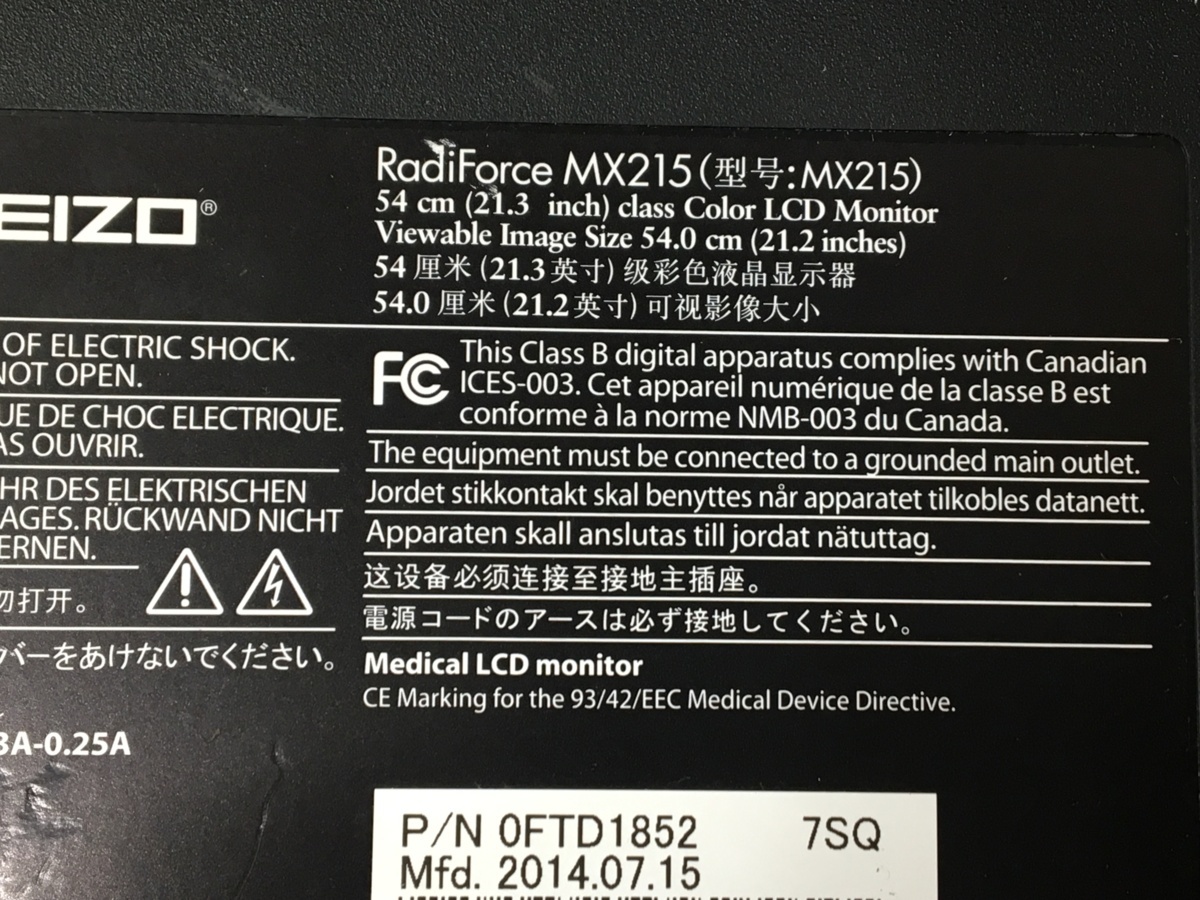 EIZO®
RadiForce MX215(型号:MX215)
54 cm (21.3 inch) class Color LCD Monitor
Viewable Image Size 54.0 cm (21.2 inches)
54 厘米 (21.3英寸) 级彩色液晶显示器
54.0 厘米 (21.2英寸) 可视影像大小
OF ELECTRIC SHOCK.
NOT OPEN.
UE DE CHOC ELECTRIQUE.
AS OUVRIR.
HR DES ELEKTRISCHEN
AGES. RÜCKWAND NICHT
ERNEN.
勿打开。
バーをあけないでください。
3A-0.25A
FC This Class B digital apparatus complies with Canadian
ICES-003. Cet appareil numérique de la classe B est
conforme à la norme NMB-003 du Canada.
The equipment must be connected to a grounded main outlet.
Jordet stikkontakt skal benyttes når apparatet tilkobles datanett.
Apparaten skall anslutas till jordat nätuttag.
这设备必须连接至接地主插座。
電源コードのアースは必ず接地してください。
Medical LCD monitor
CE Marking for the 93/42/EEC Medical Device Directive.
P/N 0FTD1852 7SQ
Mfd. 2014.07.15